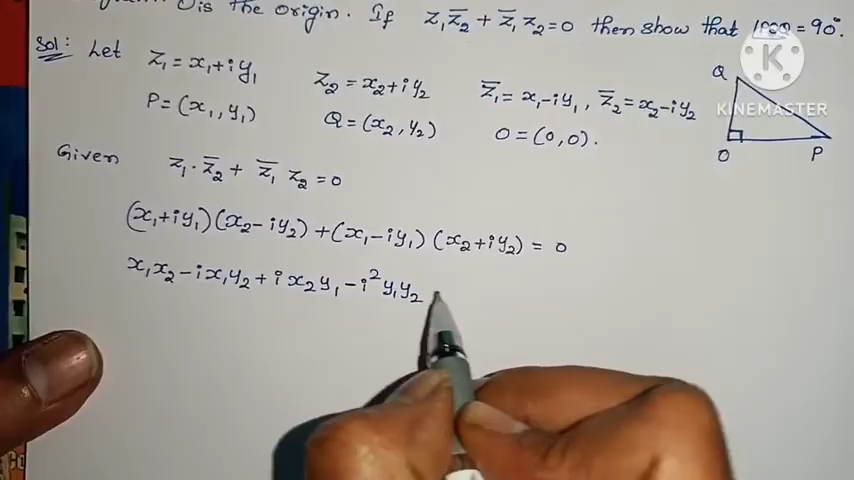 is the origin. If z₁z̅₂ + z̅₁z₂ = 0 then show that = 90°.
Sol: Let z₁ = x₁+iy₁ z₂ = x₂+iy₂ z̅₁ = x₁-iy₁, z̅₂ = x₂-iy₂
P = (x₁, y₁) Q = (x₂, y₂) O = (0,0).
Q
O P
K
KINEMASTER
Given z₁. z̅₂ + z̅₁ z₂ = 0
(x₁+iy₁)(x₂-iy₂) + (x₁-iy₁)(x₂+iy₂) = 0
x₁x₂ - ix₁y₂ + ix₂y₁ - i²y₁y₂